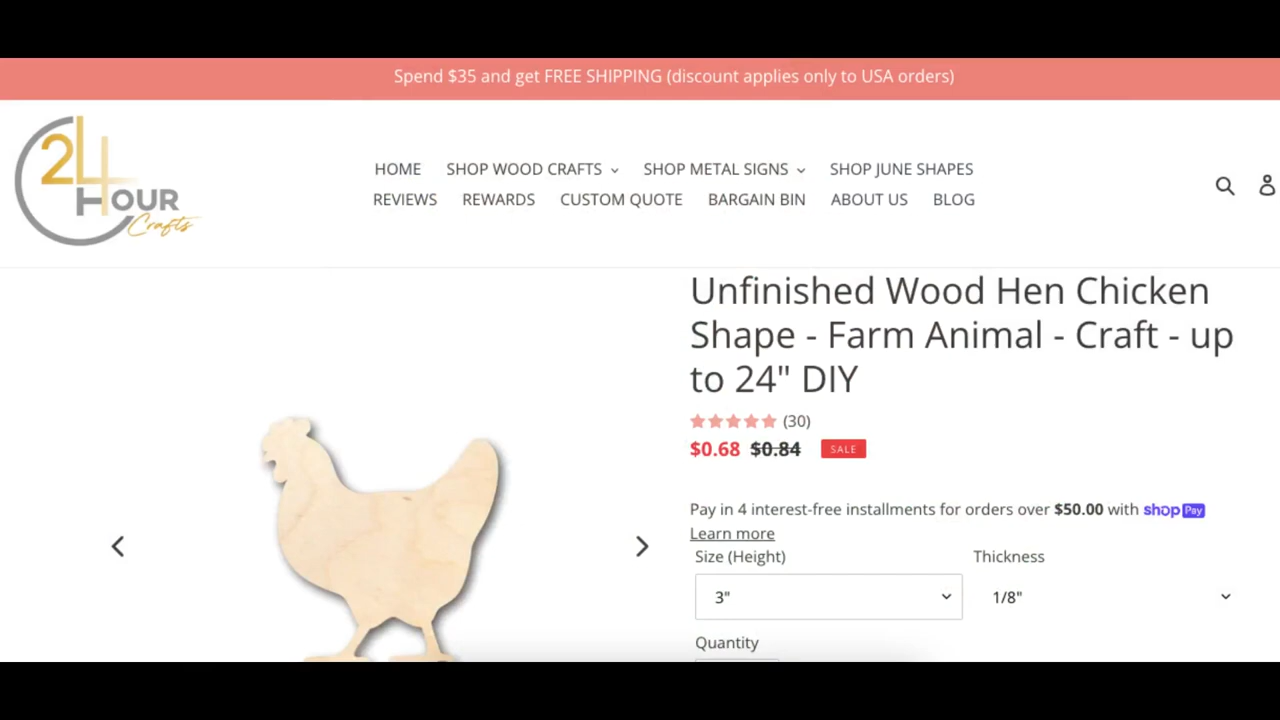 Spend $35 and get FREE SHIPPING (discount applies only to USA orders)
24
HOUR
Crafts
HOME SHOP WOOD CRAFTS SHOP METAL SIGNS SHOP JUNE SHAPES
REVIEWS REWARDS CUSTOM QUOTE BARGAIN BIN ABOUT US BLOG
Unfinished Wood Hen Chicken
Shape - Farm Animal - Craft - up
to 24" DIY
(30)
$0.68 $0.84 SALE
Pay in 4 interest-free installments for orders over $50.00 with shop Pay
Learn more
Size (Height) Thickness
3" 1/8"
Quantity